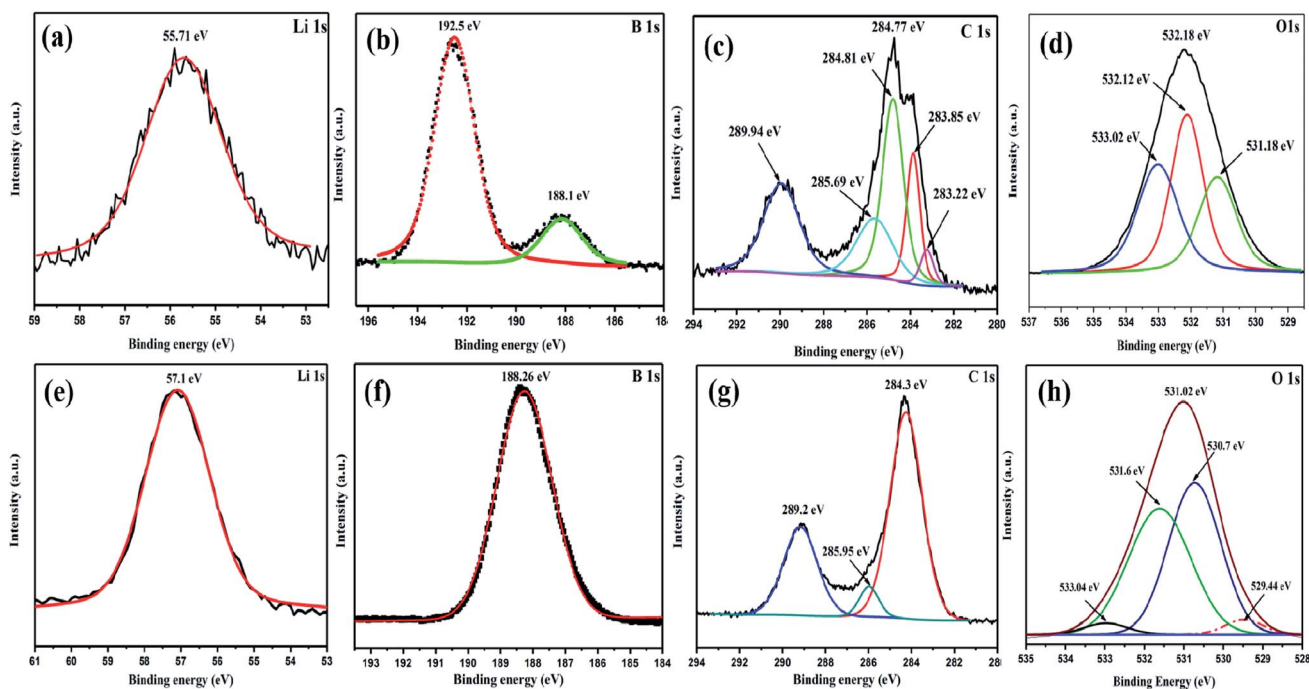 (a)
Li 1s
55.71 eV
Intensity (a.u.)
59 58 57 56 55 54 53
Binding energy (eV)
(b)
B 1s
192.5 eV
188.1 eV
Intensity (a.u.)
196 194 192 190 188 186 184
Binding energy (eV)
(c)
C 1s
284.77 eV
284.81 eV
289.94 eV
283.85 eV
285.69 eV
283.22 eV
Intensity (a.u.)
294 292 290 288 286 284 282 280
Binding energy (eV)
(d)
O1s
532.18 eV
532.12 eV
533.02 eV
531.18 eV
Intensity (a.u.)
537 536 535 534 533 532 531 530 529
Binding energy (eV)
(e)
Li 1s
57.1 eV
Intensity (a.u.)
61 60 59 58 57 56 55 54 53
Binding energy (eV)
(f)
B 1s
188.26 eV
Intensity (a.u.)
193 192 191 190 189 188 187 186 185 184
Binding energy (eV)
(g)
C 1s
284.3 eV
289.2 eV
285.95 eV
Intensity (a.u.)
294 292 290 288 286 284 282 280
Binding energy (eV)
(h)
O 1s
531.02 eV
530.7 eV
531.6 eV
533.04 eV
529.44 eV
Intensity (a.u.)
535 534 533 532 531 530 529 528
Binding Energy (eV)